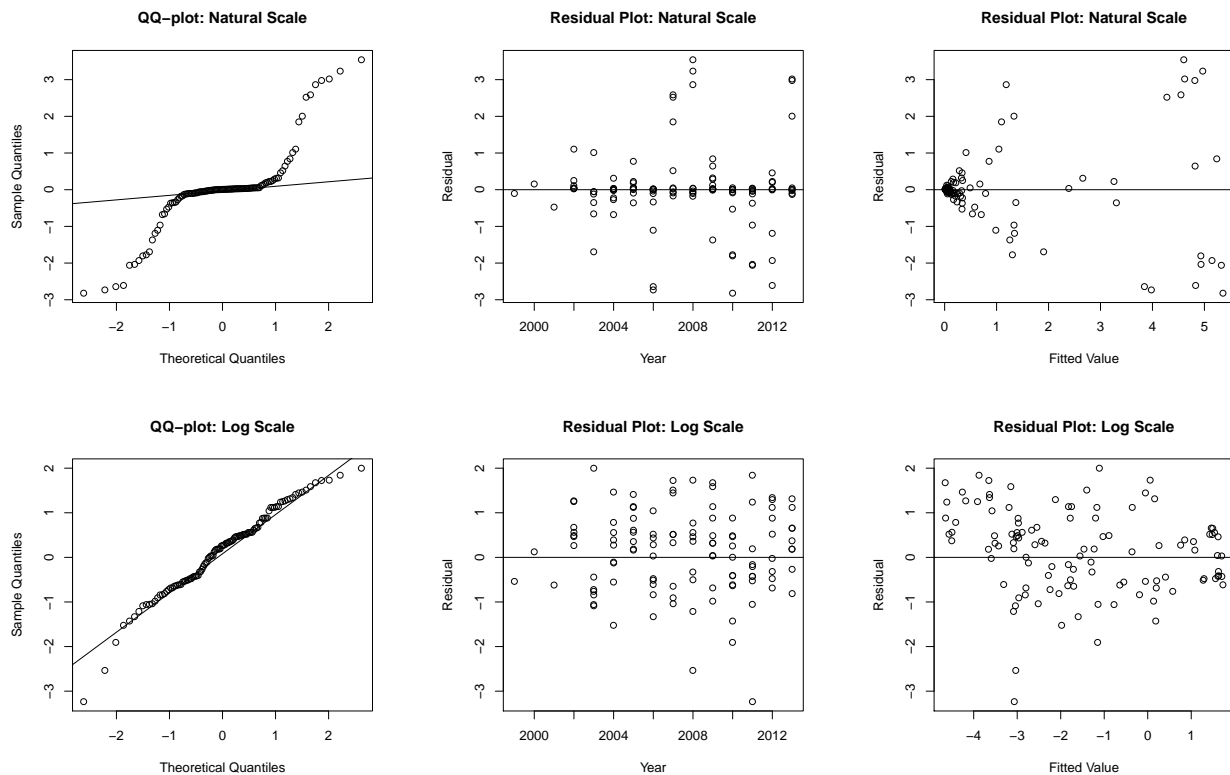 QQ−plot: Natural Scale
Sample Quantiles
3
2
1
0
−1
−2
−3
−2 −1 0 1 2
Theoretical Quantiles
Residual Plot: Natural Scale
Residual
3
2
1
0
−1
−2
−3
2000 2004 2008 2012
Year
Residual Plot: Natural Scale
Residual
3
2
1
0
−1
−2
−3
0 1 2 3 4 5
Fitted Value
QQ−plot: Log Scale
Sample Quantiles
2
1
0
−1
−2
−3
−2 −1 0 1 2
Theoretical Quantiles
Residual Plot: Log Scale
Residual
2
1
0
−1
−2
−3
2000 2004 2008 2012
Year
Residual Plot: Log Scale
Residual
2
1
0
−1
−2
−3
−4 −3 −2 −1 0 1
Fitted Value